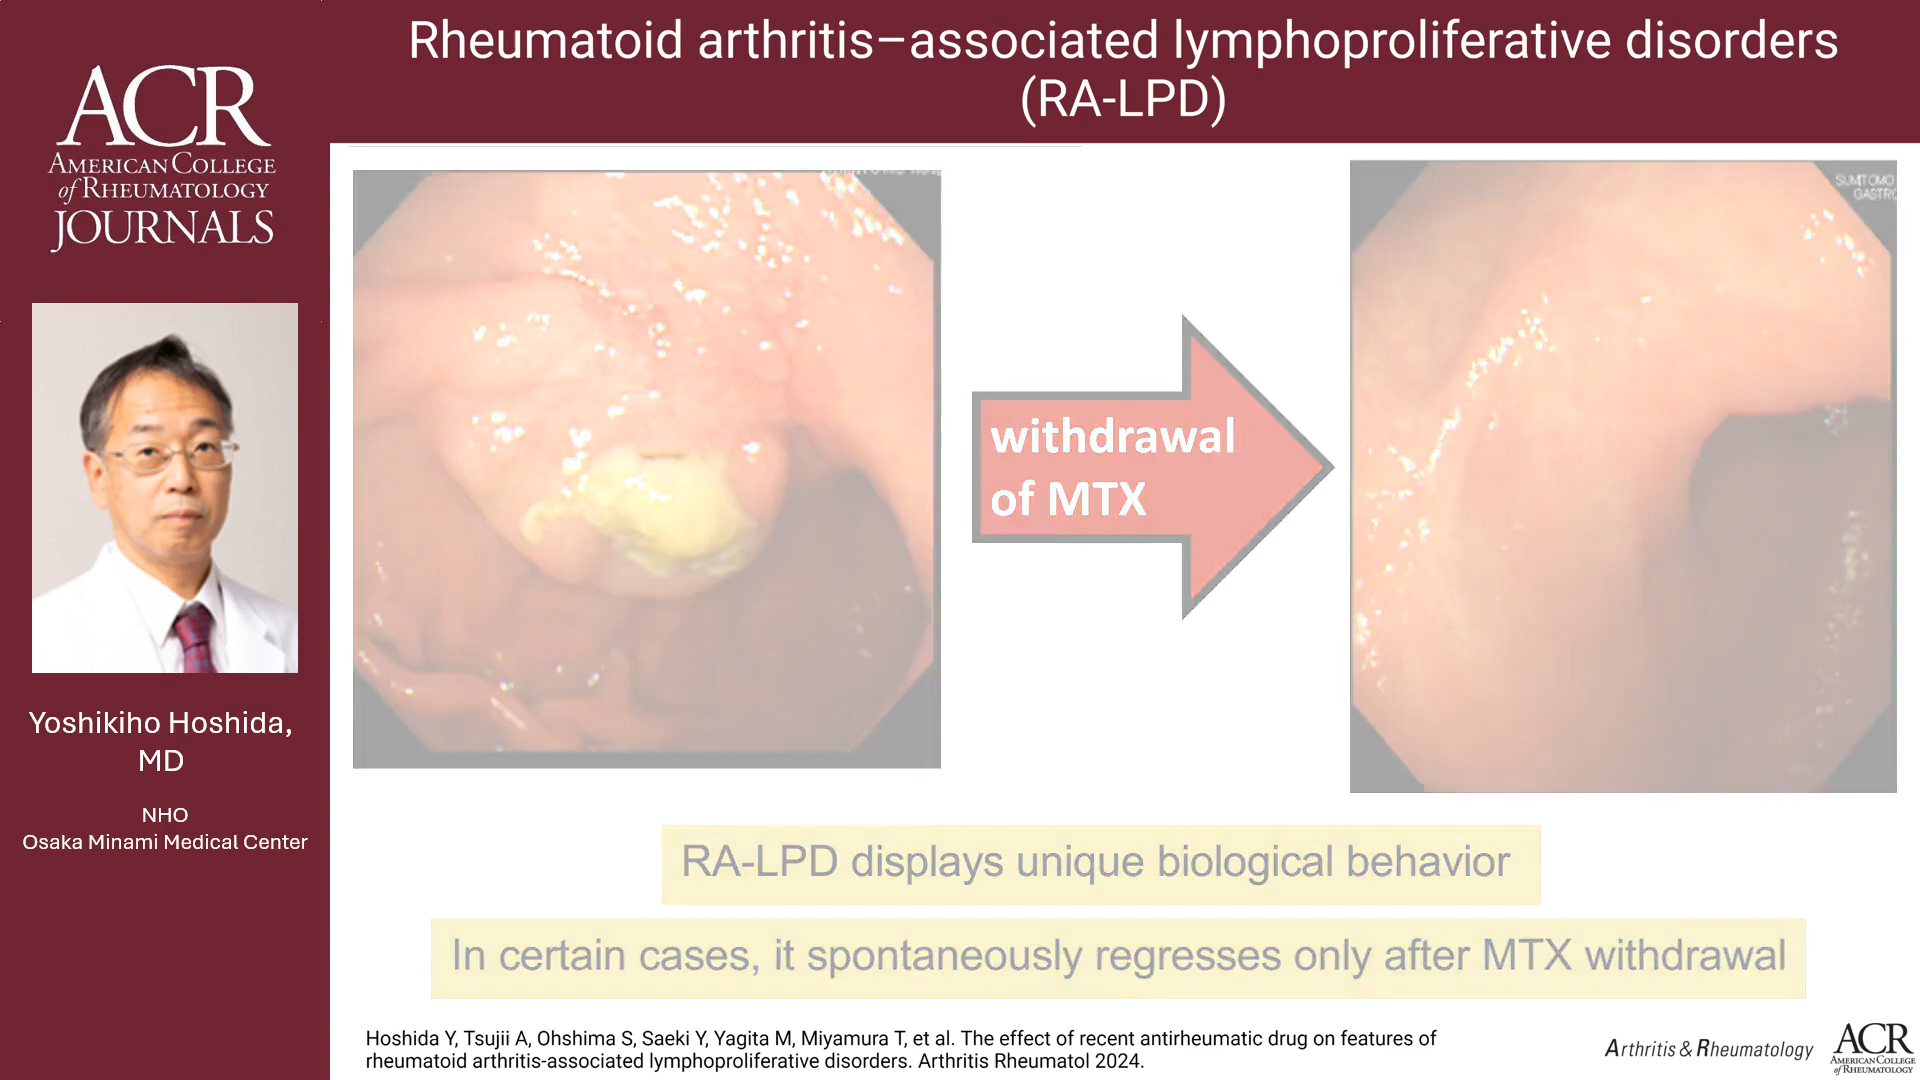 Rheumatoid arthritis–associated lymphoproliferative disorders
(RA-LPD)
ACR
AMERICAN COLLEGE
of RHEUMATOLOGY
JOURNALS
Yoshikiho Hoshida,
MD
NHO
Osaka Minami Medical Center
SUMITOMO
GASTRO
withdrawal
of MTX
RA-LPD displays unique biological behavior
In certain cases, it spontaneously regresses only after MTX withdrawal
Hoshida Y, Tsujii A, Ohshima S, Saeki Y, Yagita M, Miyamura T, et al. The effect of recent antirheumatic drug on features of
rheumatoid arthritis-associated lymphoproliferative disorders. Arthritis Rheumatol 2024.
Arthritis & Rheumatology
ACR
AMERICAN COLLEGE
of RHEUMATOLOGY